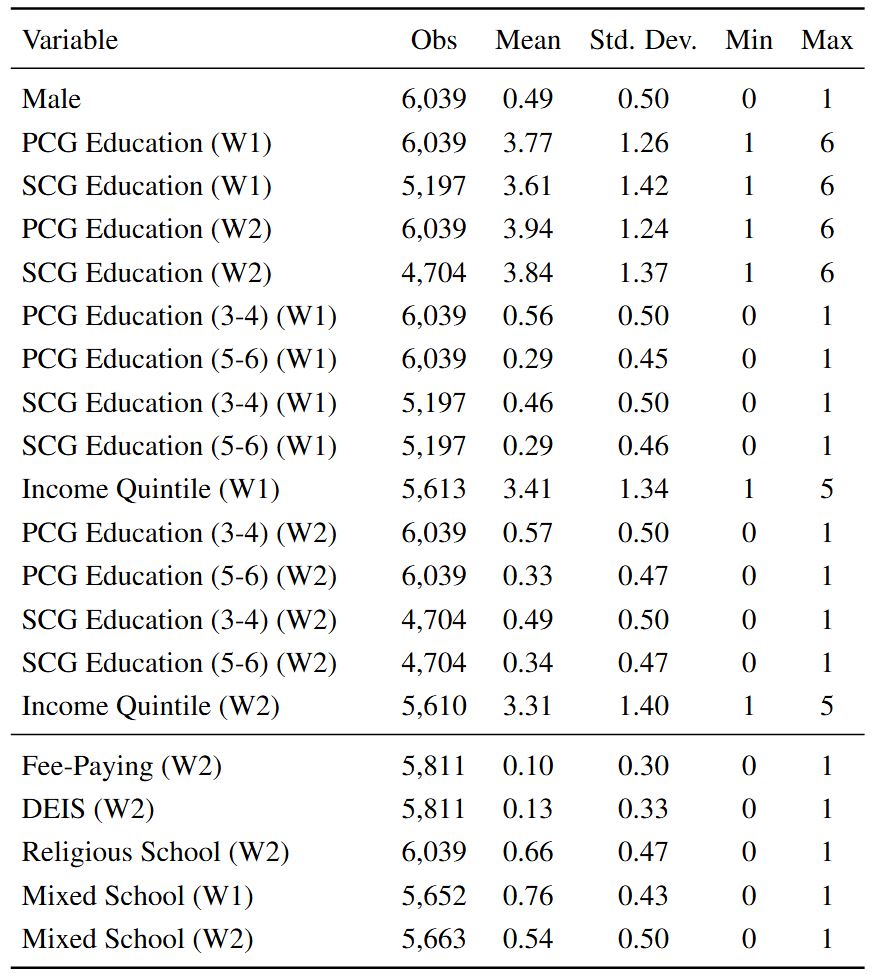 Variable Obs Mean Std. Dev. Min Max
Male 6,039 0.49 0.50 0 1
PCG Education (W1) 6,039 3.77 1.26 1 6
SCG Education (W1) 5,197 3.61 1.42 1 6
PCG Education (W2) 6,039 3.94 1.24 1 6
SCG Education (W2) 4,704 3.84 1.37 1 6
PCG Education (3-4) (W1) 6,039 0.56 0.50 0 1
PCG Education (5-6) (W1) 6,039 0.29 0.45 0 1
SCG Education (3-4) (W1) 5,197 0.46 0.50 0 1
SCG Education (5-6) (W1) 5,197 0.29 0.46 0 1
Income Quintile (W1) 5,613 3.41 1.34 1 5
PCG Education (3-4) (W2) 6,039 0.57 0.50 0 1
PCG Education (5-6) (W2) 6,039 0.33 0.47 0 1
SCG Education (3-4) (W2) 4,704 0.49 0.50 0 1
SCG Education (5-6) (W2) 4,704 0.34 0.47 0 1
Income Quintile (W2) 5,610 3.31 1.40 1 5
Fee-Paying (W2) 5,811 0.10 0.30 0 1
DEIS (W2) 5,811 0.13 0.33 0 1
Religious School (W2) 6,039 0.66 0.47 0 1
Mixed School (W1) 5,652 0.76 0.43 0 1
Mixed School (W2) 5,663 0.54 0.50 0 1